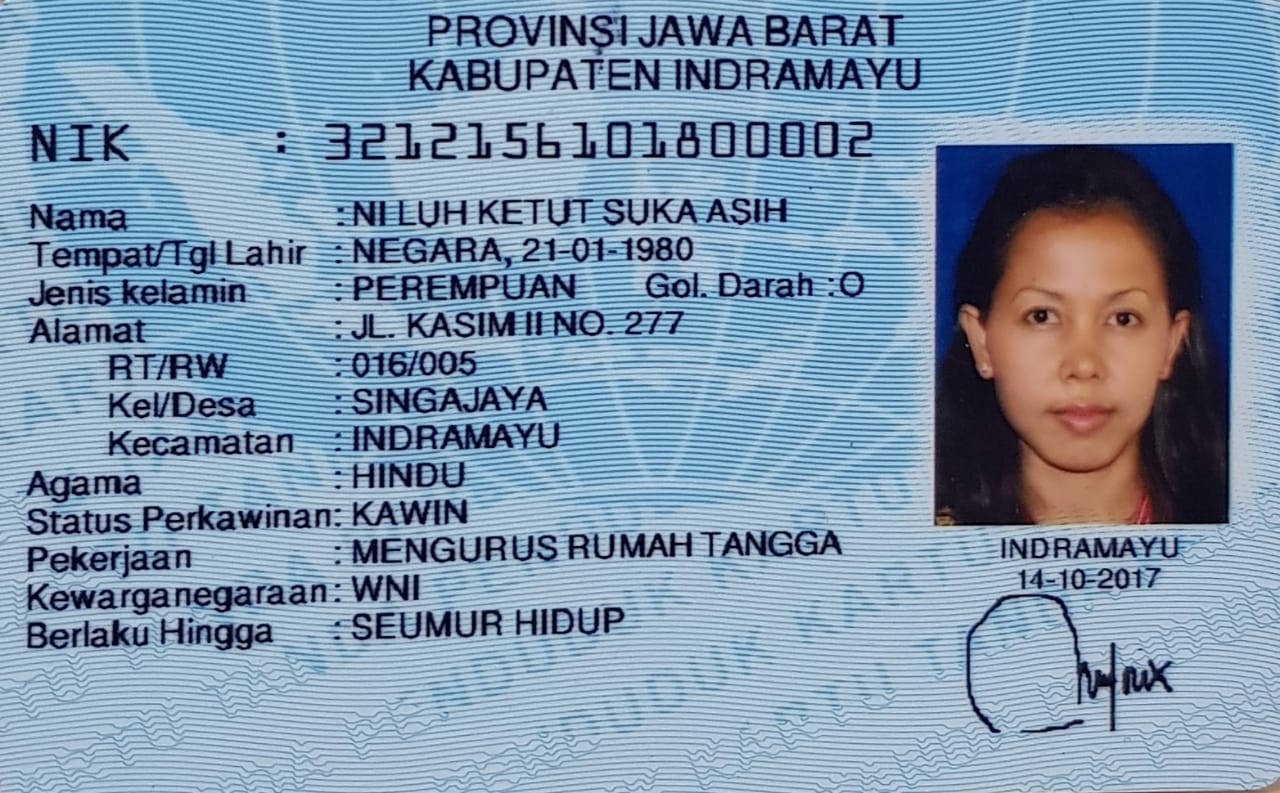 PROVINSI JAWA BARAT
KABUPATEN INDRAMAYU
NIK : 3212156101800002
Nama : NI LUH KETUT SUKA ASIH
Tempat/Tgl Lahir : NEGARA, 21-01-1980
Jenis kelamin : PEREMPUAN Gol. Darah : O
Alamat : JL. KASIM II NO. 277
RT/RW : 016/005
Kel/Desa : SINGAJAYA
Kecamatan : INDRAMAYU
Agama : HINDU
Status Perkawinan: KAWIN
Pekerjaan : MENGURUS RUMAH TANGGA
Kewarganegaraan: WNI
Berlaku Hingga : SEUMUR HIDUP
INDRAMAYU
14-10-2017